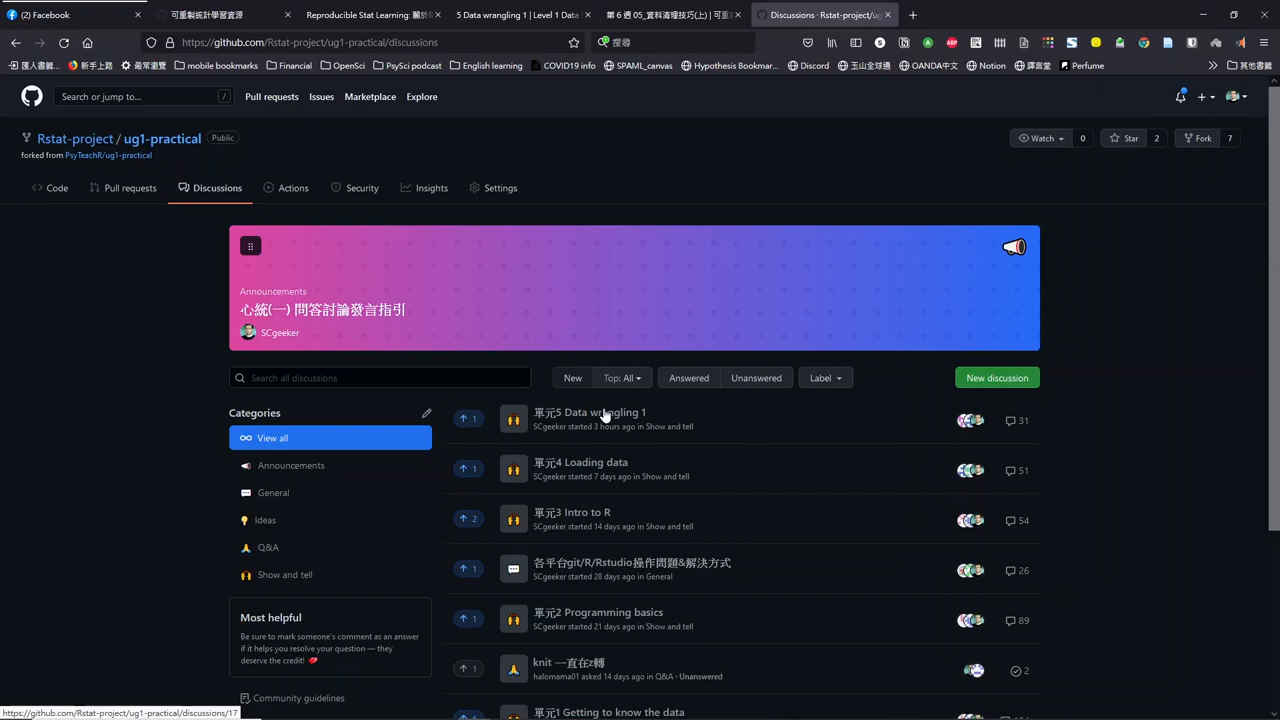 (2) Facebook
可重製統計學習資源
Reproducible Stat Learning: 關於
5 Data wrangling 1 | Level 1 Data
第 6 週 05_資料清理技巧(上) | 可重
Discussions · Rstat-project/ug
https://github.com/Rstat-project/ug1-practical/discussions
搜尋
匯入書籤...
新手上路
最常瀏覽
mobile bookmarks
Financial
OpenSci
PsySci podcast
English learning
COVID19 info
SPAML_canvas
Hypothesis Bookmar...
Discord
玉山全球通
OANDA中文
Notion
譯言堂
Perfume
其他書籤
Search or jump to...
/
Pull requests
Issues
Marketplace
Explore
Rstat-project / ug1-practical
Public
forked from PsyTeachR/ug1-practical
Watch
0
Star
2
Fork
7
Code
Pull requests
Discussions
Actions
Security
Insights
Settings
Announcements
心統(一) 問答討論發言指引
SCgeeker
Search all discussions
New
Top: All
Answered
Unanswered
Label
New discussion
Categories
View all
Announcements
General
Ideas
Q&A
Show and tell
Most helpful
Be sure to mark someone's comment as an answer
if it helps you resolve your question — they
deserve the credit!
Community guidelines
1
單元5 Data wrangling 1
SCgeeker started 3 hours ago in Show and tell
31
1
單元4 Loading data
SCgeeker started 7 days ago in Show and tell
51
2
單元3 Intro to R
SCgeeker started 14 days ago in Show and tell
54
1
各平台git/R/Rstudio操作問題&解決方式
SCgeeker started 28 days ago in General
26
1
單元2 Programming basics
SCgeeker started 21 days ago in Show and tell
89
1
knit 一直在z轉
halomama01 asked 14 days ago in Q&A · Unanswered
2
單元1 Getting to know the data
https://github.com/Rstat-project/ug1-practical/discussions/17